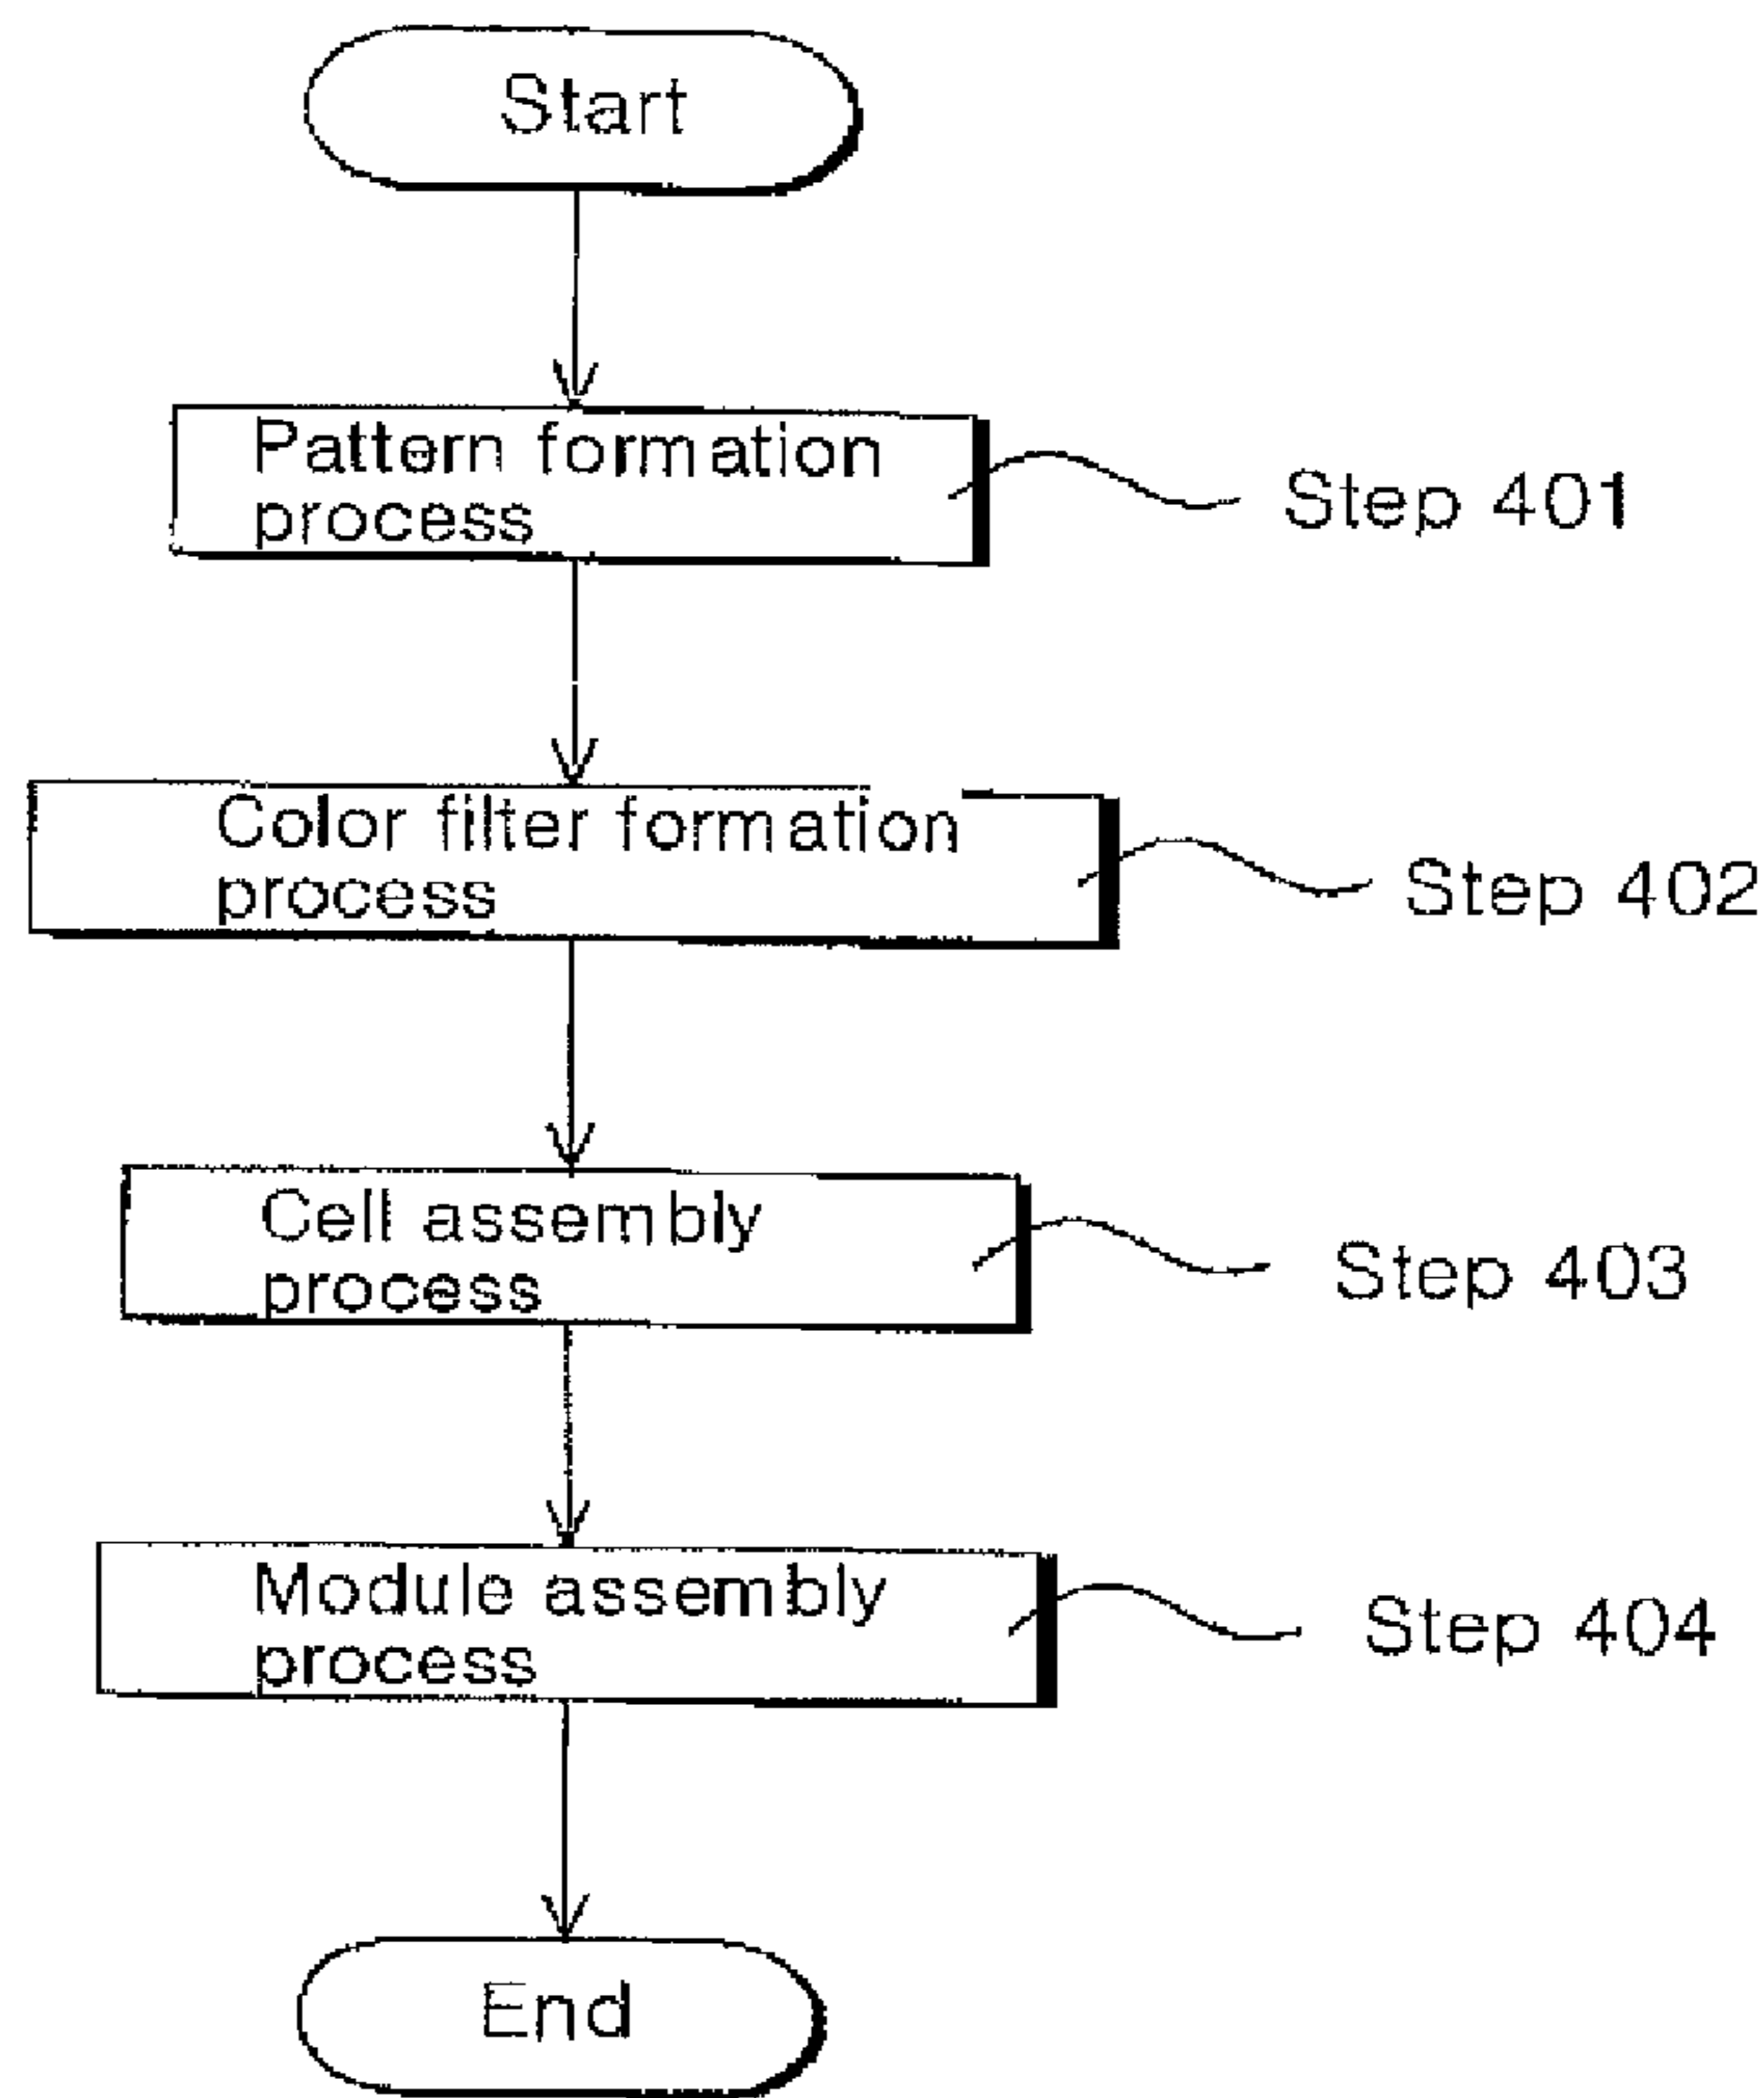 Start
Pattern formation
process
Step 401
Color filter formation
process
Step 402
Cell assembly
process
Step 403
Module assembly
process
Step 404
End